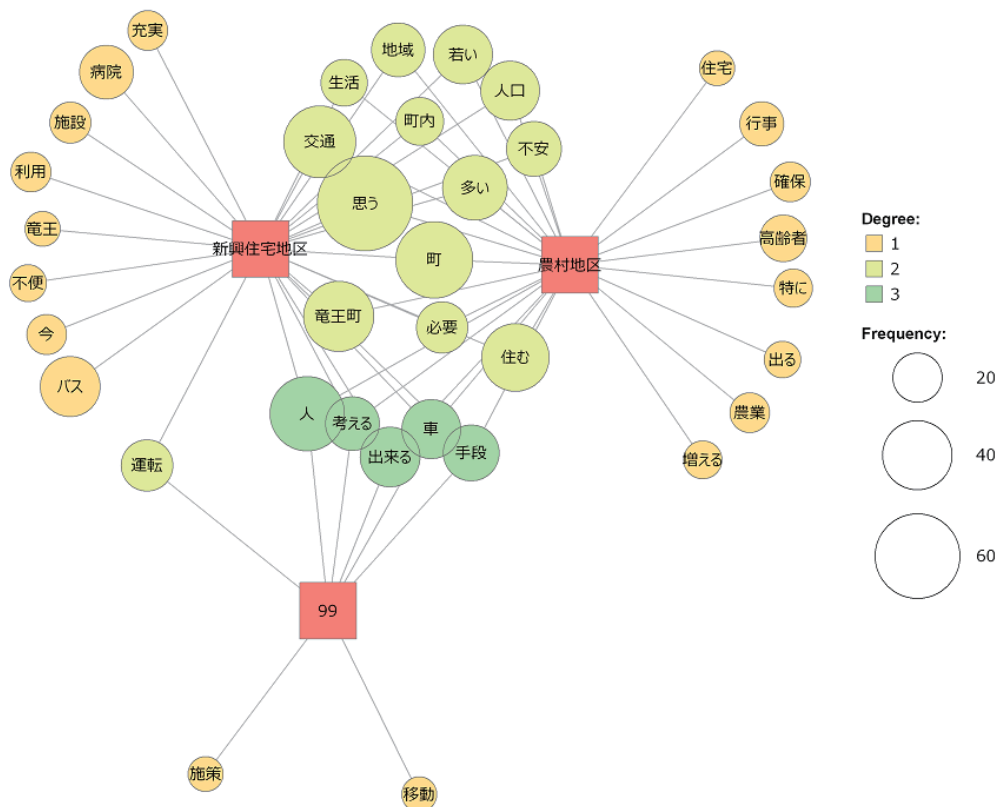 充実
病院
施設
利用
竜王
不便
今
バス
運転
地域
若い
生活
人口
町内
交通
不安
思う
多い
新興住宅地区
町
農村地区
竜王町
必要
住む
人
考える
車
出来る
手段
99
施策
移動
住宅
行事
確保
高齢者
特に
出る
農業
増える
Degree:
1
2
3
Frequency:
20
40
60